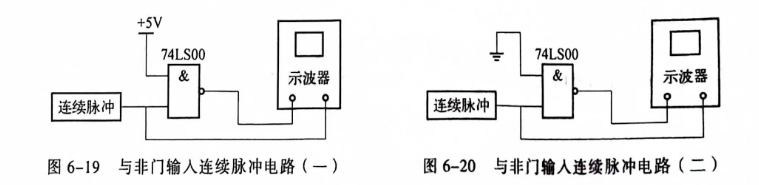 +5V
74LS00
&
示波器
连续脉冲
图 6-19 与非门输入连续脉冲电路（一）
74LS00
&
示波器
连续脉冲
图 6-20 与非门输入连续脉冲电路（二）